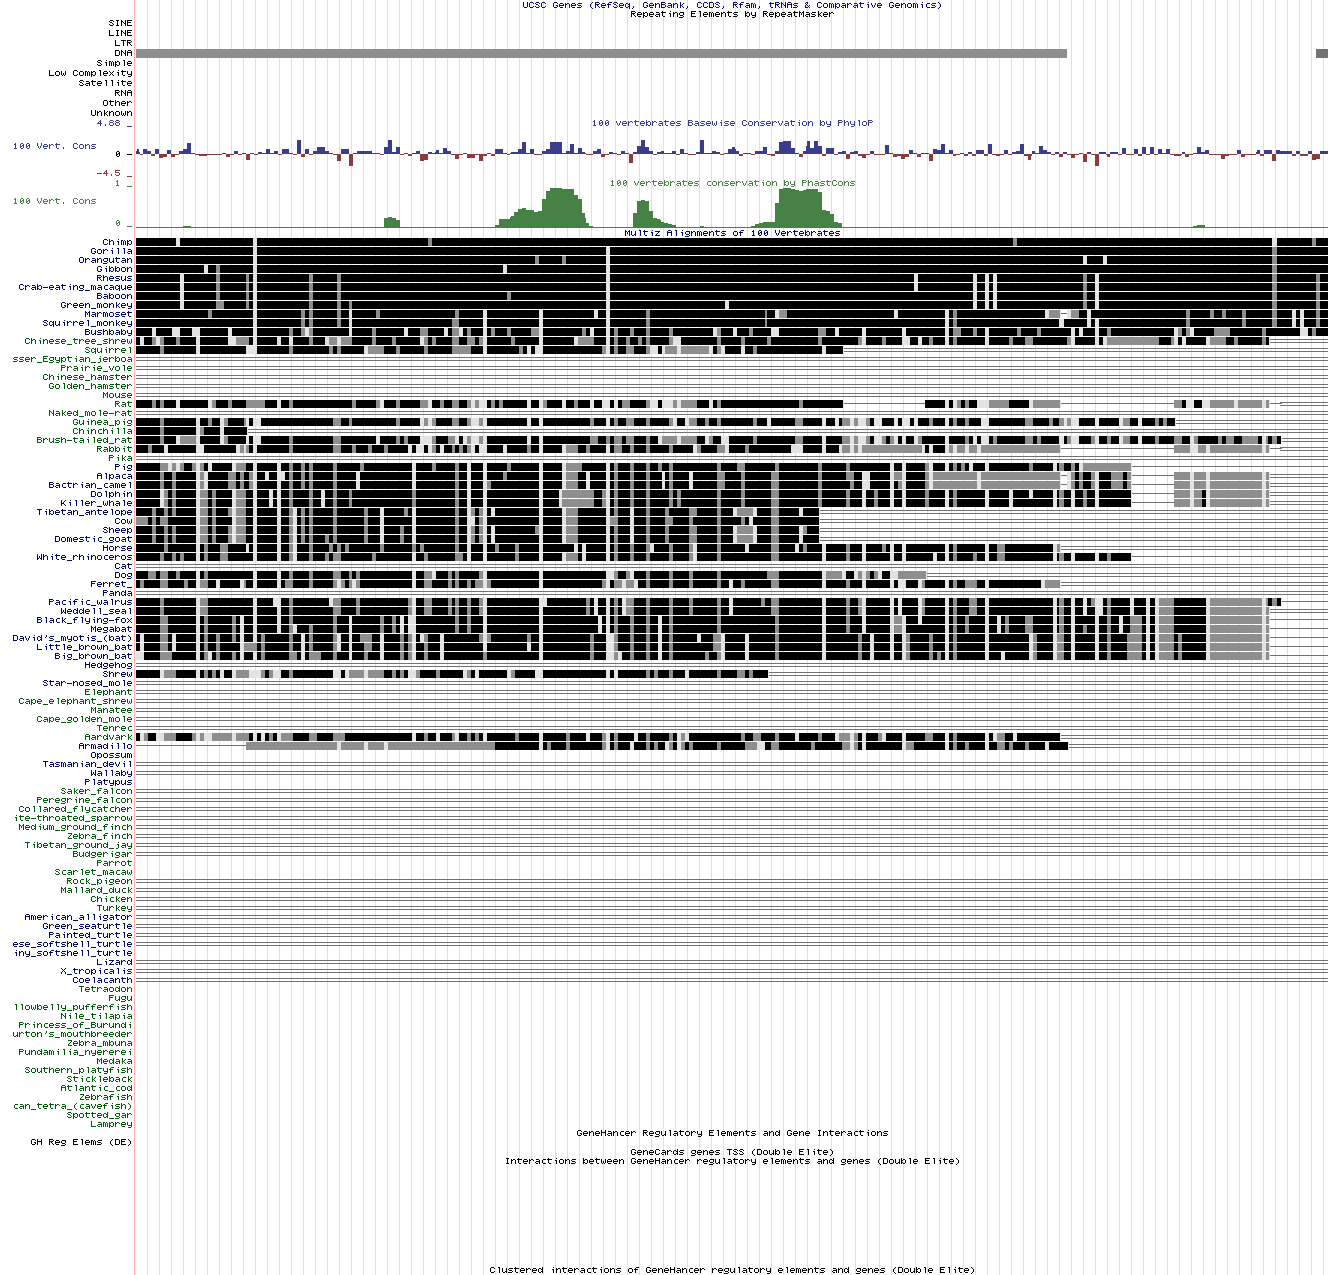 UCSC Genes (RefSeq, GenBank, CCDS, Rfam, tRNAs & Comparative Genomics)
Repeating Elements by RepeatMasker
SINE
LINE
LTR
DNA
Simple
Low Complexity
Satellite
RNA
Other
Unknown
4.88 _
100 vertebrates Basewise Conservation by PhyloP
100 Vert. Cons
0 _
-4.5 _
1 _
100 vertebrates conservation by PhastCons
100 Vert. Cons
0 _
Multiz Alignments of 100 Vertebrates
Chimp
Gorilla
Orangutan
Gibbon
Rhesus
Crab-eating_macaque
Baboon
Green_monkey
Marmoset
Squirrel_monkey
Bushbaby
Chinese_tree_shrew
Squirrel
sser_Egyptian_jerboa
Prairie_vole
Chinese_hamster
Golden_hamster
Mouse
Rat
Naked_mole-rat
Guinea_pig
Chinchilla
Brush-tailed_rat
Rabbit
Pika
Pig
Alpaca
Bactrian_camel
Dolphin
Killer_whale
Tibetan_antelope
Cow
Sheep
Domestic_goat
Horse
White_rhinoceros
Cat
Dog
Ferret_
Panda
Pacific_walrus
Weddell_seal
Black_flying-fox
Megabat
David's_myotis_(bat)
Little_brown_bat
Big_brown_bat
Hedgehog
Shrew
Star-nosed_mole
Elephant
Cape_elephant_shrew
Manatee
Cape_golden_mole
Tenrec
Aardvark
Armadillo
Opossum
Tasmanian_devil
Wallaby
Platypus
Saker_falcon
Peregrine_falcon
Collared_flycatcher
ite-throated_sparrow
Medium_ground_finch
Zebra_finch
Tibetan_ground_jay
Budgerigar
Parrot
Scarlet_macaw
Rock_pigeon
Mallard_duck
Chicken
Turkey
American_alligator
Green_seaturtle
Painted_turtle
ese_softshell_turtle
iny_softshell_turtle
Lizard
X_tropicalis
Coelacanth
Tetraodon
Fugu
llowbelly_pufferfish
Nile_tilapia
Princess_of_Burundi
urton's_mouthbreeder
Zebra_mbuna
Pundamilia_nyererei
Medaka
Southern_platyfish
Stickleback
Atlantic_cod
Zebrafish
can_tetra_(cavefish)
Spotted_gar
Lamprey
GeneHancer Regulatory Elements and Gene Interactions
GH Reg Elems (DE)
GeneCards genes TSS (Double Elite)
Interactions between GeneHancer regulatory elements and genes (Double Elite)
Clustered interactions of GeneHancer regulatory elements and genes (Double Elite)